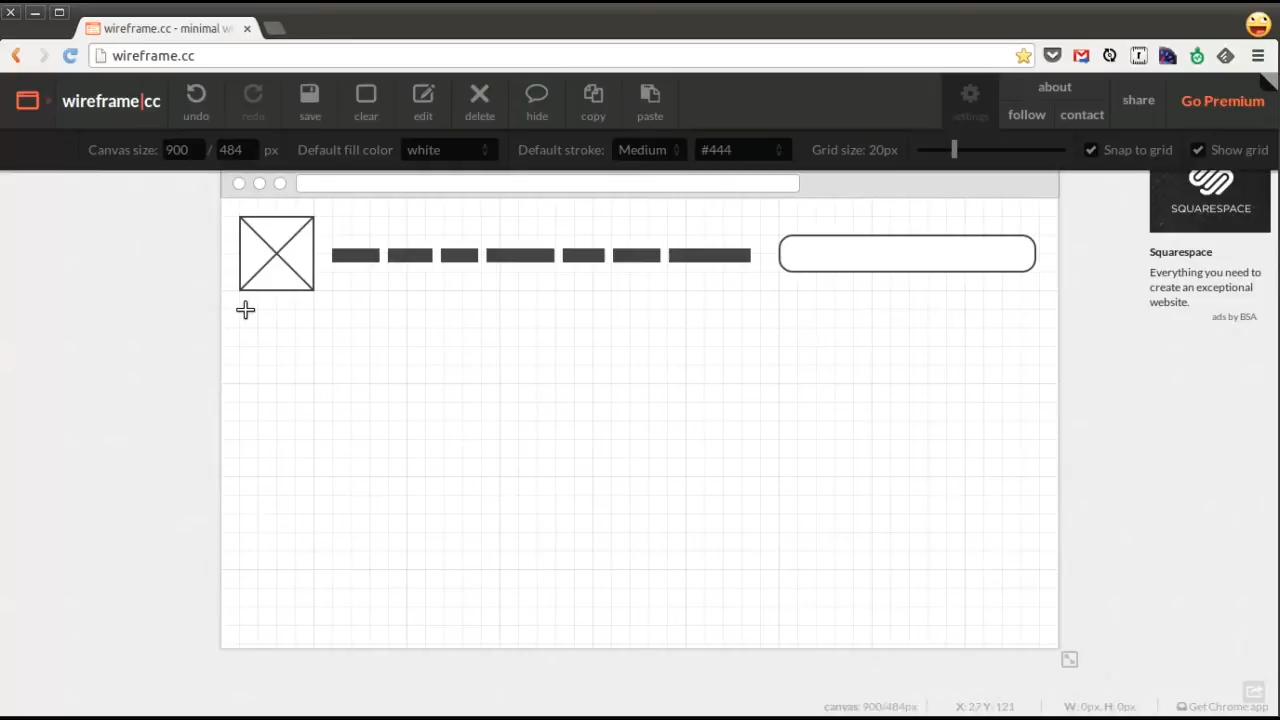 wireframe.cc - minimal w
wireframe.cc
wireframe|cc
undo
redo
save
clear
edit
delete
hide
copy
paste
settings
about
follow
contact
share
Go Premium
Canvas size: 900 / 484 px
Default fill color white
Default stroke: Medium #444
Grid size: 20px
Snap to grid
Show grid
SQUARESPACE
Squarespace
Everything you need to
create an exceptional
website.
ads by BSA
canvas: 900/484px
X: 27 Y: 121
W: 0px, H: 0px
Get Chrome app